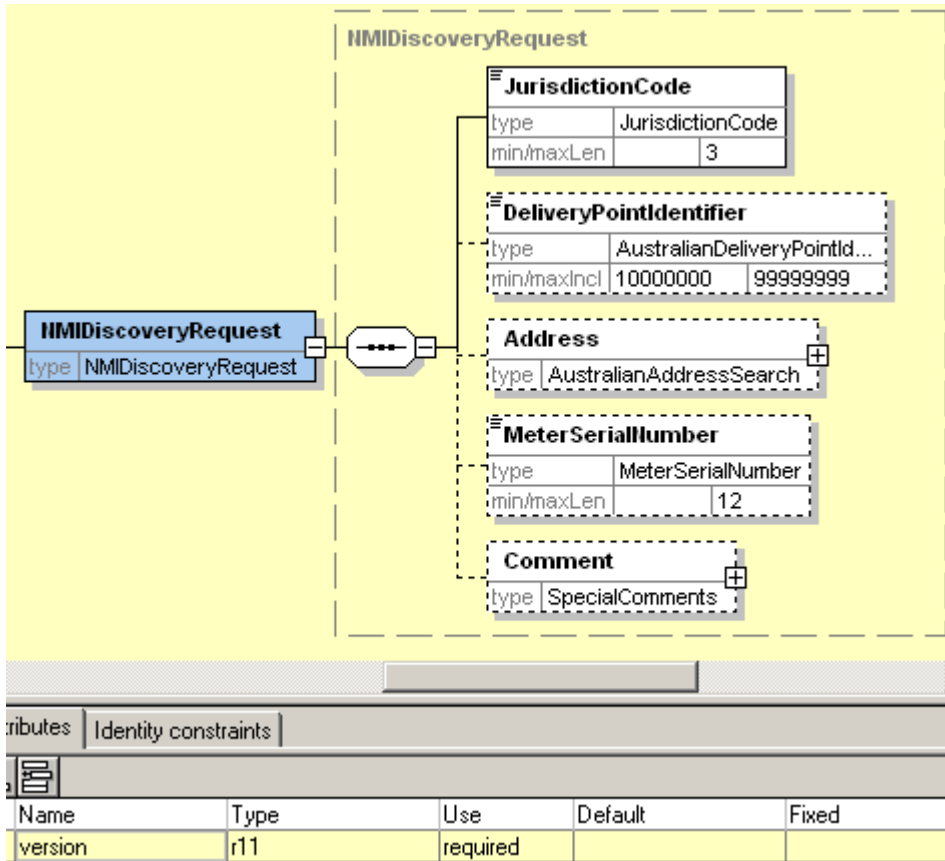 NMIDiscoveryRequest
JurisdictionCode
type JurisdictionCode
min/maxLen 3
DeliveryPointIdentifier
type AustralianDeliveryPointId...
min/maxIncl 10000000 99999999
NMIDiscoveryRequest
type NMIDiscoveryRequest
Address
type AustralianAddressSearch
MeterSerialNumber
type MeterSerialNumber
min/maxLen 12
Comment
type SpecialComments
ributes Identity constraints
Name Type Use Default Fixed
version r11 required